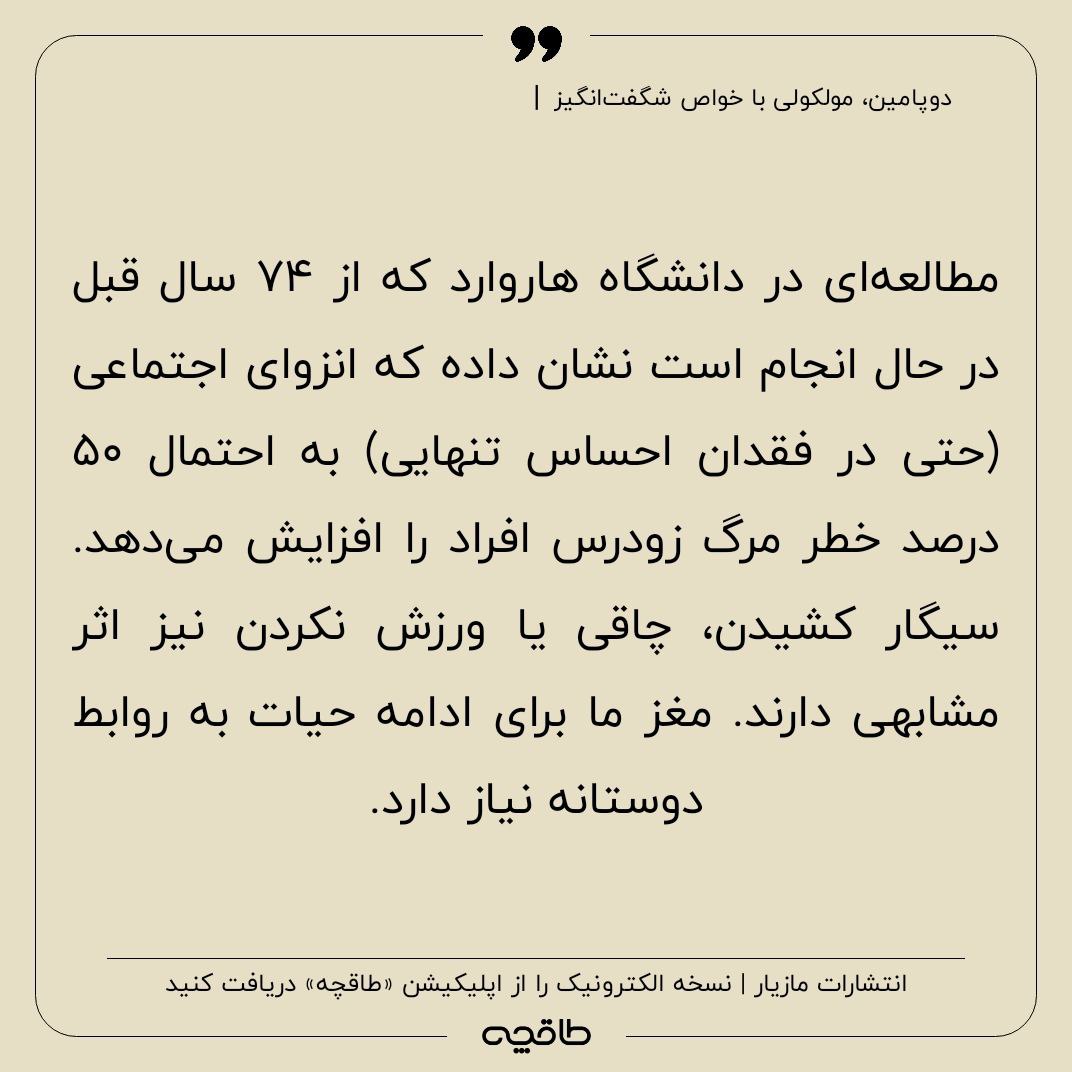 ❞
دوپامین، مولکولی با خواص شگفت‌انگیز |
مطالعه‌ای در دانشگاه هاروارد که از ۷۴ سال قبل
در حال انجام است نشان داده که انزوای اجتماعی
(حتی در فقدان احساس تنهایی) به احتمال ۵۰
درصد خطر مرگ زودرس افراد را افزایش می‌دهد.
سیگار کشیدن، چاقی یا ورزش نکردن نیز اثر
مشابهی دارند. مغز ما برای ادامه حیات به روابط
دوستانه نیاز دارد.
انتشارات مازیار | نسخه الکترونیک را از اپلیکیشن «طاقچه» دریافت کنید
طاقچه